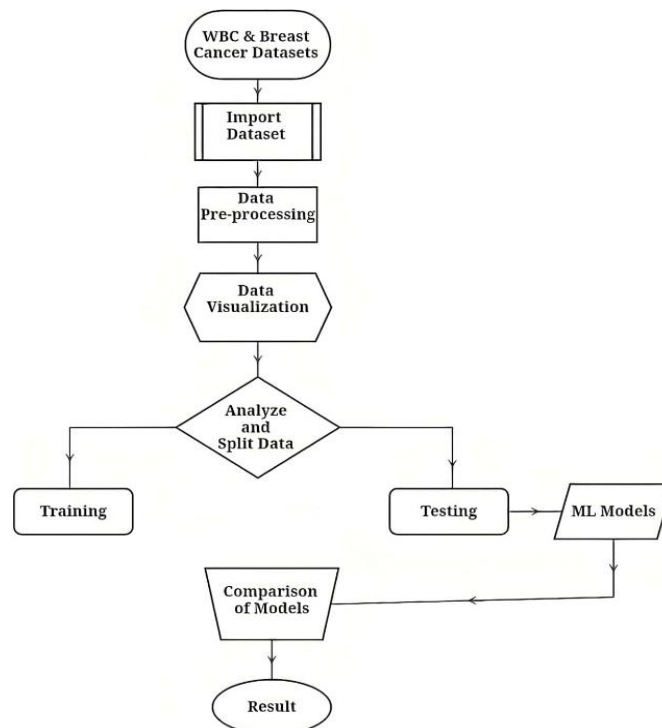 WBC & Breast
Cancer Datasets
Import
Dataset
Data
Pre-processing
Data
Visualization
Analyze
and
Split Data
Training
Testing
ML Models
Comparison
of Models
Result